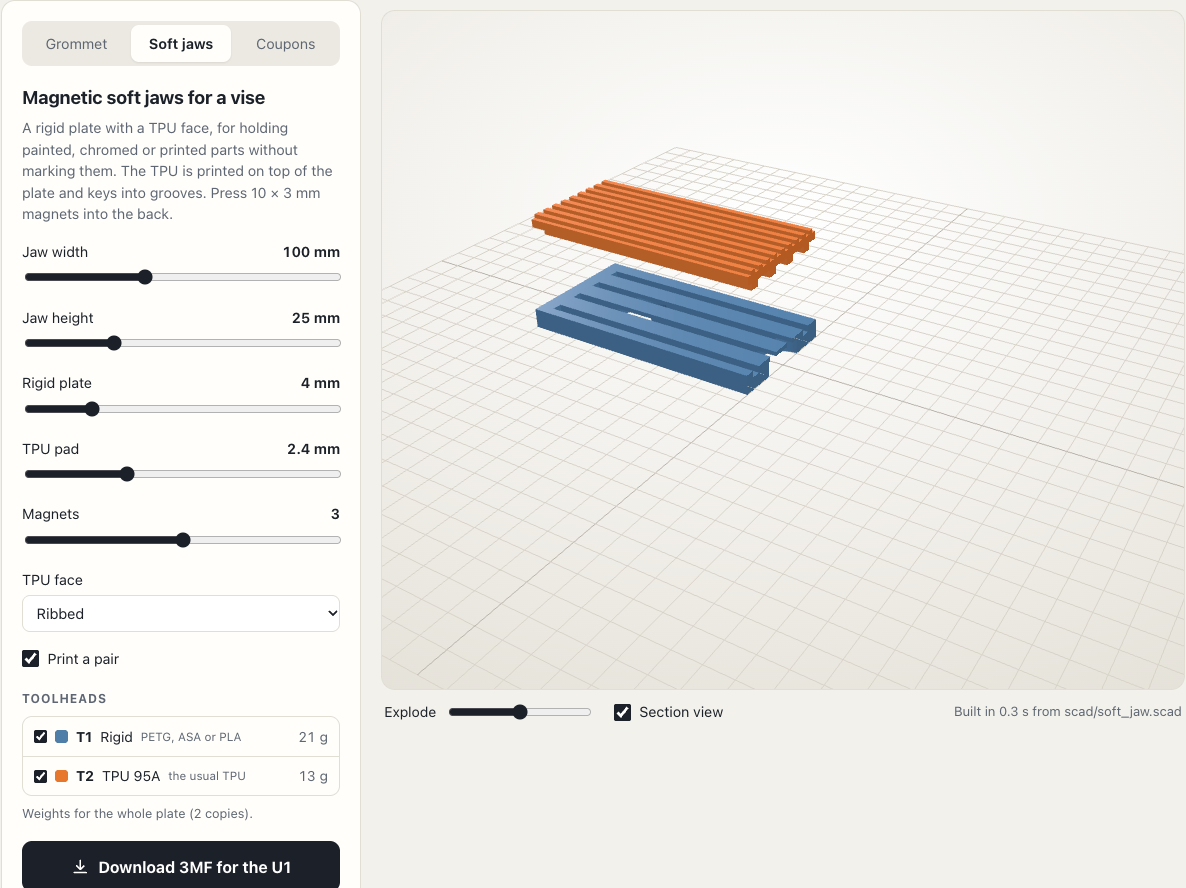 Grommet
Soft jaws
Coupons
Magnetic soft jaws for a vise
A rigid plate with a TPU face, for holding
painted, chromed or printed parts without
marking them. The TPU is printed on top of the
plate and keys into grooves. Press 10 × 3 mm
magnets into the back.
Jaw width 100 mm
Jaw height 25 mm
Rigid plate 4 mm
TPU pad 2.4 mm
Magnets 3
TPU face
Ribbed
Print a pair
TOOLHEADS
T1 Rigid PETG, ASA or PLA 21 g
T2 TPU 95A the usual TPU 13 g
Weights for the whole plate (2 copies).
Download 3MF for the U1
Explode
Section view
Built in 0.3 s from scad/soft_jaw.scad